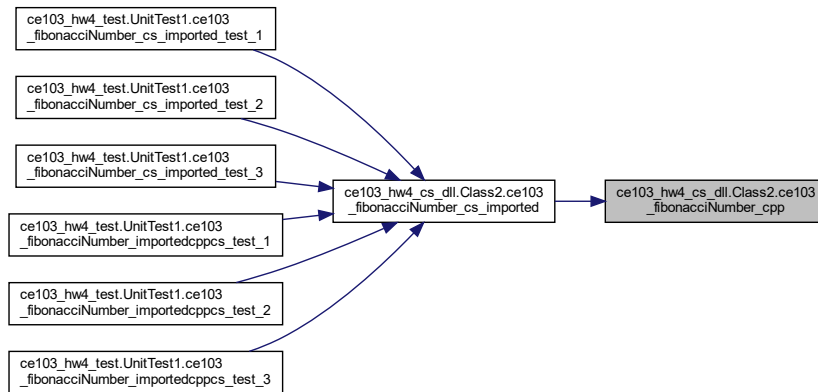 ce103_hw4_test.UnitTest1.ce103
_fibonacciNumber_cs_imported_test_1
ce103_hw4_test.UnitTest1.ce103
_fibonacciNumber_cs_imported_test_2
ce103_hw4_test.UnitTest1.ce103
_fibonacciNumber_cs_imported_test_3
ce103_hw4_test.UnitTest1.ce103
_fibonacciNumber_importedcppcs_test_1
ce103_hw4_test.UnitTest1.ce103
_fibonacciNumber_importedcppcs_test_2
ce103_hw4_test.UnitTest1.ce103
_fibonacciNumber_importedcppcs_test_3
ce103_hw4_cs_dll.Class2.ce103
_fibonacciNumber_cs_imported
ce103_hw4_cs_dll.Class2.ce103
_fibonacciNumber_cpp